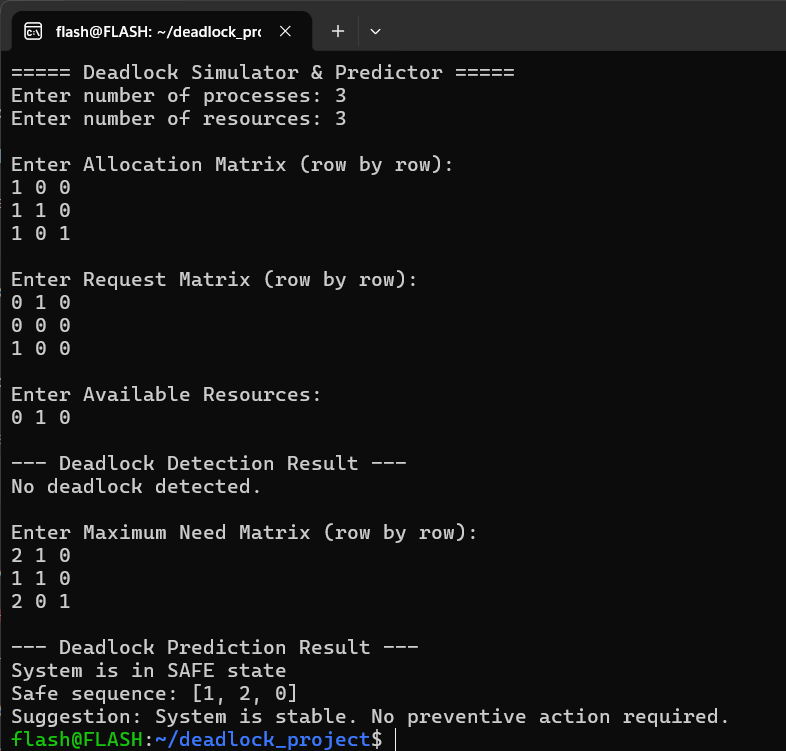 flash@FLASH: ~/deadlock_pro
===== Deadlock Simulator & Predictor =====
Enter number of processes: 3
Enter number of resources: 3
Enter Allocation Matrix (row by row):
1 0 0
1 1 0
1 0 1
Enter Request Matrix (row by row):
0 1 0
0 0 0
1 0 0
Enter Available Resources:
0 1 0
--- Deadlock Detection Result ---
No deadlock detected.
Enter Maximum Need Matrix (row by row):
2 1 0
1 1 0
2 0 1
--- Deadlock Prediction Result ---
System is in SAFE state
Safe sequence: [1, 2, 0]
Suggestion: System is stable. No preventive action required.
flash@FLASH:~/deadlock_project$